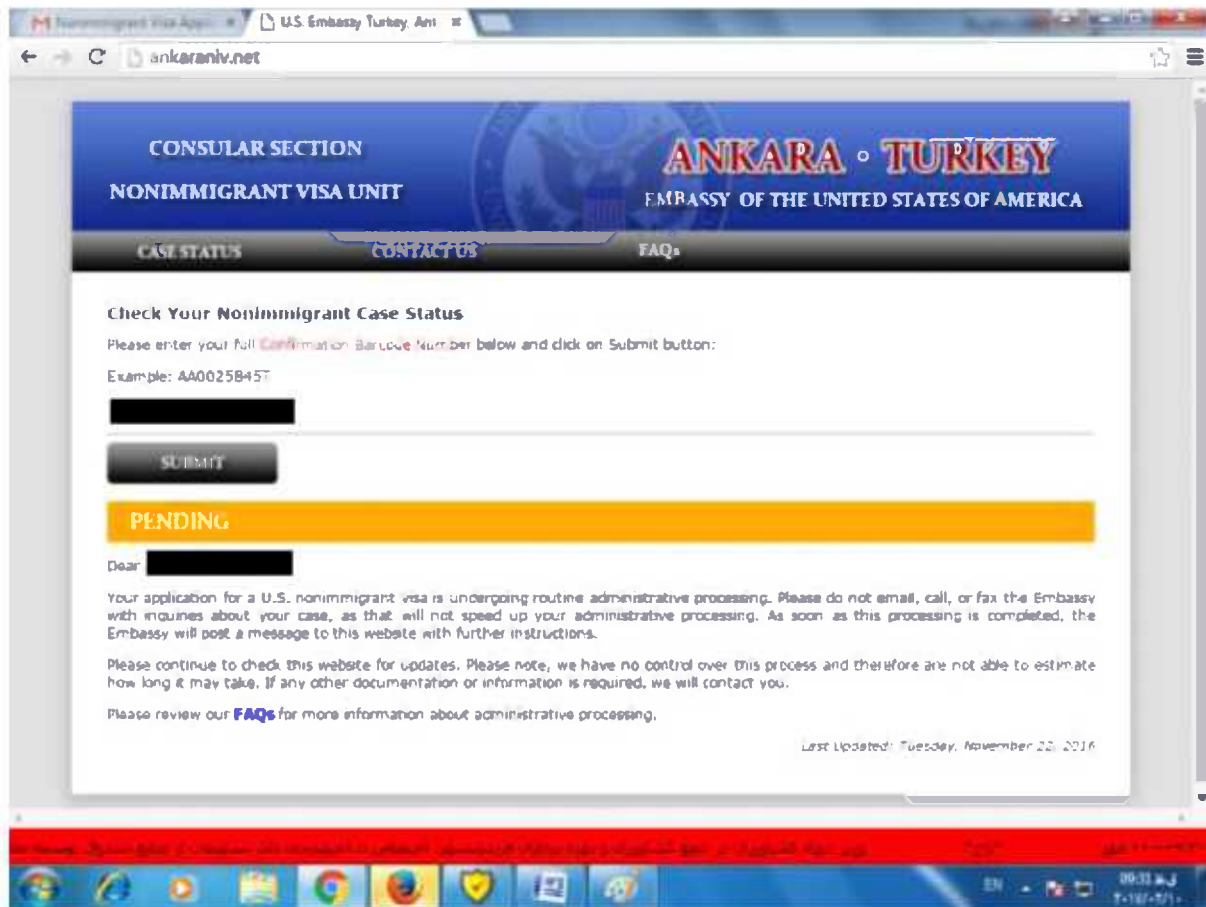 U.S. Embassy Turkey, An
ankaraniv.net
CONSULAR SECTION
NONIMMIGRANT VISA UNIT
ANKARA ◦ TURKEY
EMBASSY OF THE UNITED STATES OF AMERICA
CASE STATUS CONTACT US FAQs
Check Your Nonimmigrant Case Status
Please enter your full Confirmation Barcode Number below and click on Submit button:
Example: AA0025B45T
SUBMIT
PENDING
Dear
Your application for a U.S. nonimmigrant visa is undergoing routine administrative processing. Please do not email, call, or fax the Embassy
with inquiries about your case, as that will not speed up your administrative processing. As soon as this processing is completed, the
Embassy will post a message to this website with further instructions.
Please continue to check this website for updates. Please note, we have no control over this process and therefore are not able to estimate
how long it may take. If any other documentation or information is required, we will contact you.
Please review our FAQs for more information about administrative processing.
Last Updated: Tuesday, November 22, 2016
EN